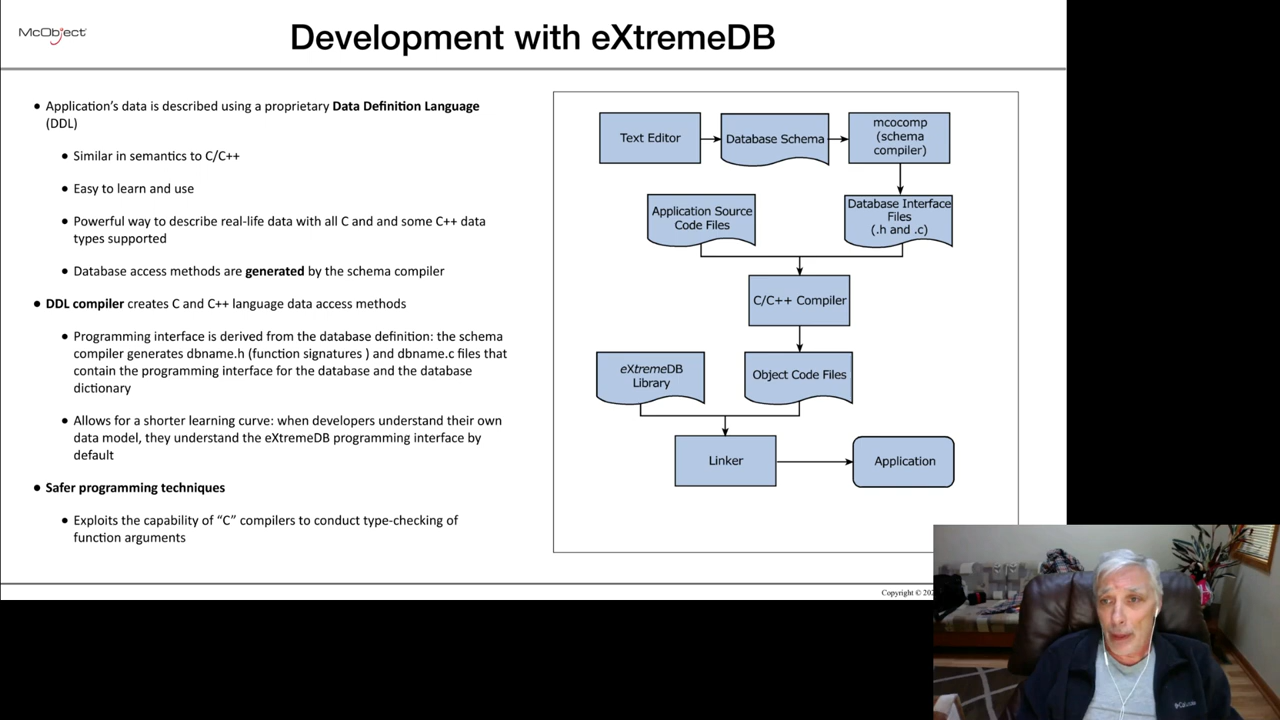 McObject
Development with eXtremeDB
● Application's data is described using a proprietary Data Definition Language
(DDL)
● Similar in semantics to C/C++
● Easy to learn and use
● Powerful way to describe real-life data with all C and and some C++ data
types supported
● Database access methods are generated by the schema compiler
● DDL compiler creates C and C++ language data access methods
● Programming interface is derived from the database definition: the schema
compiler generates dbname.h (function signatures ) and dbname.c files that
contain the programming interface for the database and the database
dictionary
● Allows for a shorter learning curve: when developers understand their own
data model, they understand the eXtremeDB programming interface by
default
● Safer programming techniques
● Exploits the capability of “C” compilers to conduct type-checking of
function arguments
Text Editor
Database Schema
mcocomp
(schema
compiler)
Application Source
Code Files
Database Interface
Files
(.h and .c)
C/C++ Compiler
eXtremeDB
Library
Object Code Files
Linker
Application
Copyright ©
Columbia